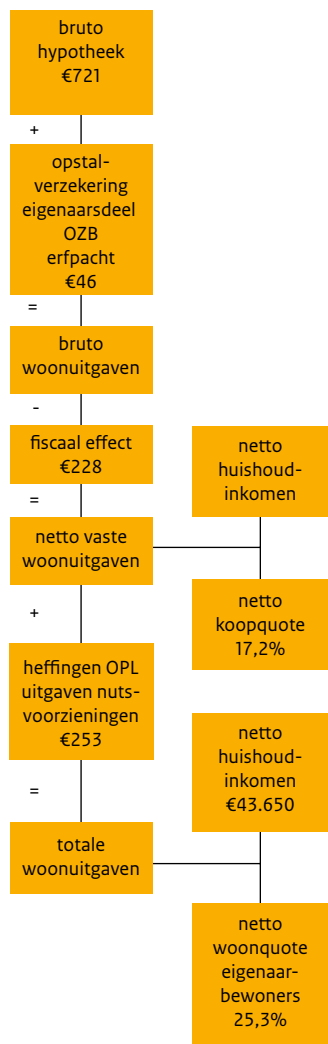 bruto
hypotheek
€721
+
opstal-
verzekering
eigenaarsdeel
OZB
erfpacht
€46
=
bruto
woonuitgaven
-
fiscaal effect
€228
=
netto vaste
woonuitgaven
netto
huishoud-
inkomen
netto
koopquote
17,2%
+
heffingen OPL
uitgaven nuts-
voorzieningen
€253
=
totale
woonuitgaven
netto
huishoud-
inkomen
€43.650
netto
woonquote
eigenaar-
bewoners
25,3%